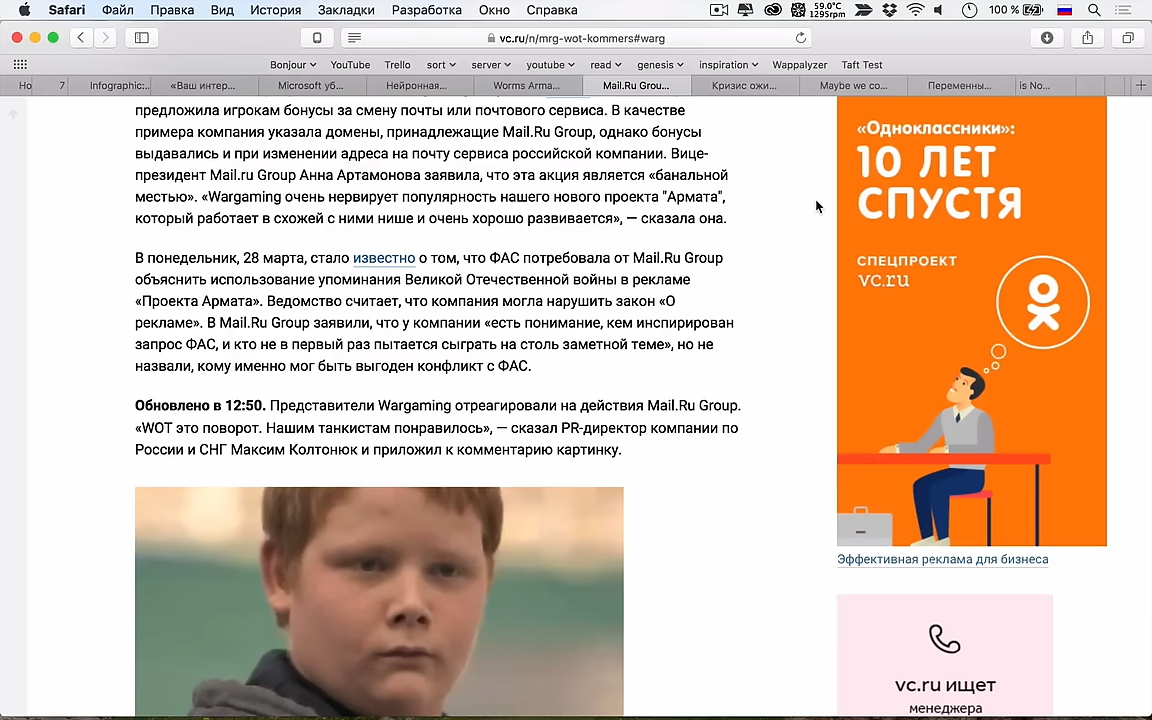 Safari Файл Правка Вид История Закладки Разработка Окно Справка 59.0°C 1295rpm 100 %
vc.ru/n/mrg-wot-kommers#warg
Bonjour YouTube Trello sort server youtube read genesis inspiration Wappalyzer Taft Test
Но 7 Infographic:... «Ваш интер... Microsoft уб... Нейронная... Worms Arma... Mail.Ru Grou... Кризис ожи... Maybe we co... Переменны... is No...
предложила игрокам бонусы за смену почты или почтового сервиса. В качестве
примера компания указала домены, принадлежащие Mail.Ru Group, однако бонусы
выдавались и при изменении адреса на почту сервиса российской компании. Вице-
президент Mail.ru Group Анна Артамонова заявила, что эта акция является «банальной
местью». «Wargaming очень нервирует популярность нашего нового проекта "Армата",
который работает в схожей с ними нише и очень хорошо развивается», — сказала она.
В понедельник, 28 марта, стало известно о том, что ФАС потребовала от Mail.Ru Group
объяснить использование упоминания Великой Отечественной войны в рекламе
«Проекта Армата». Ведомство считает, что компания могла нарушить закон «О
рекламе». В Mail.Ru Group заявили, что у компании «есть понимание, кем инспирирован
запрос ФАС, и кто не в первый раз пытается сыграть на столь заметной теме», но не
назвали, кому именно мог быть выгоден конфликт с ФАС.
Обновлено в 12:50. Представители Wargaming отреагировали на действия Mail.Ru Group.
«WOT это поворот. Нашим танкистам понравилось», — сказал PR-директор компании по
России и СНГ Максим Колтонюк и приложил к комментарию картинку.
«Одноклассники»:
10 ЛЕТ
СПУСТЯ
СПЕЦПРОЕКТ
vc.ru
Эффективная реклама для бизнеса
vc.ru ищет
менеджера